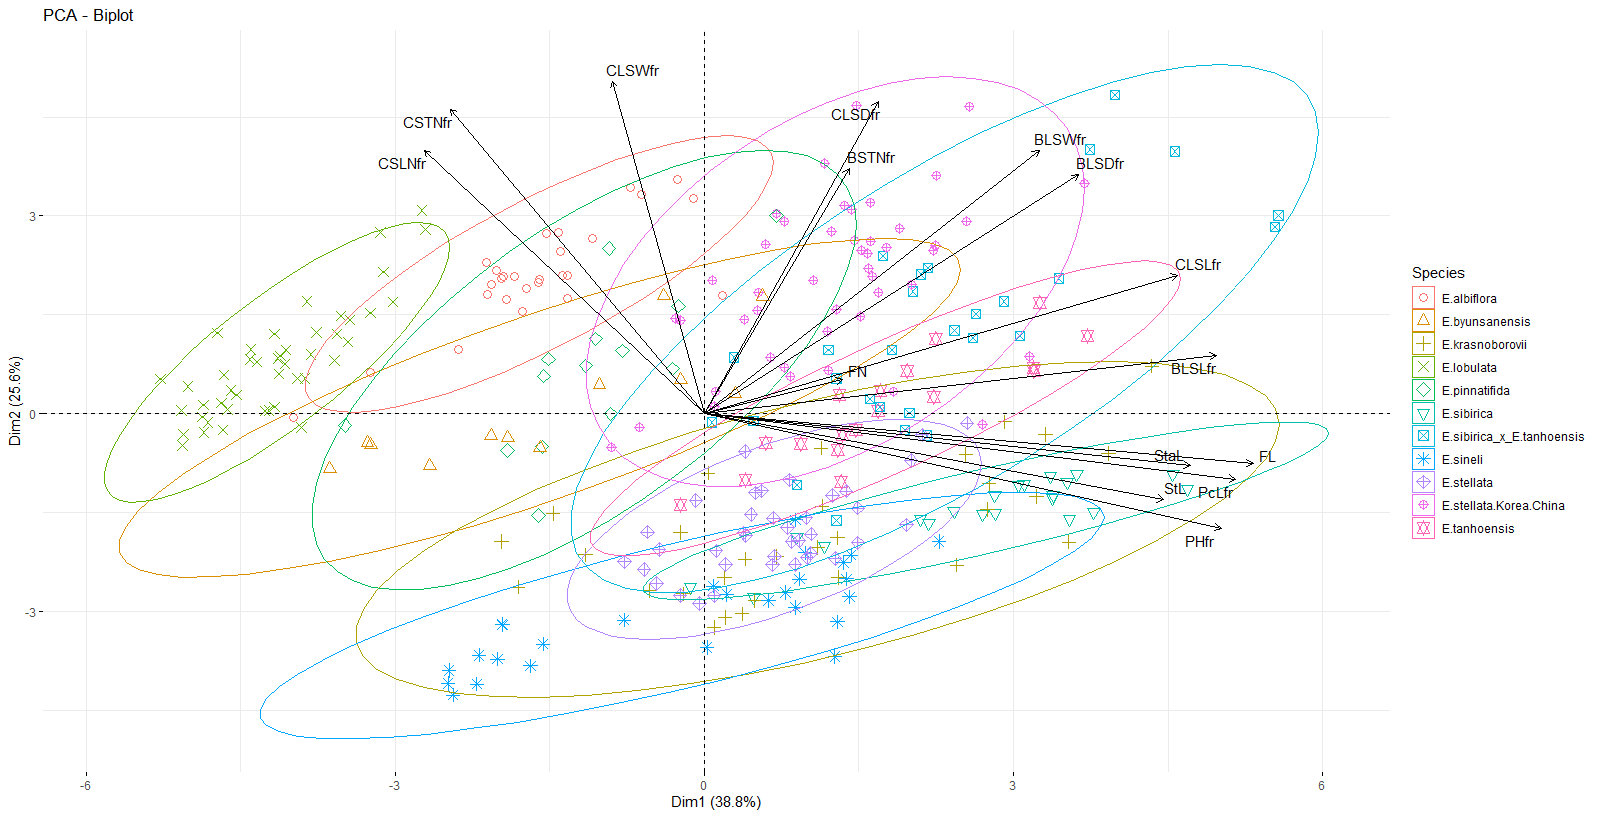 PCA - Biplot
CLSWfr
CSTNfr
CLSDfr
CSLNfr
BSTNfr
BLSWfr
BLSDfr
CLSLfr
BLSLfr
FN
StaL
FL
StL
PcLfr
PHfr
Dim2 (25.6%)
3
0
-3
-6
-3
0
3
6
Dim1 (38.8%)
Species
E.albiflora
E.byunsanensis
E.krasnoborovii
E.lobulata
E.pinnatifida
E.sibirica
E.sibirica_x_E.tanhoensis
E.sineli
E.stellata
E.stellata.Korea.China
E.tanhoensis